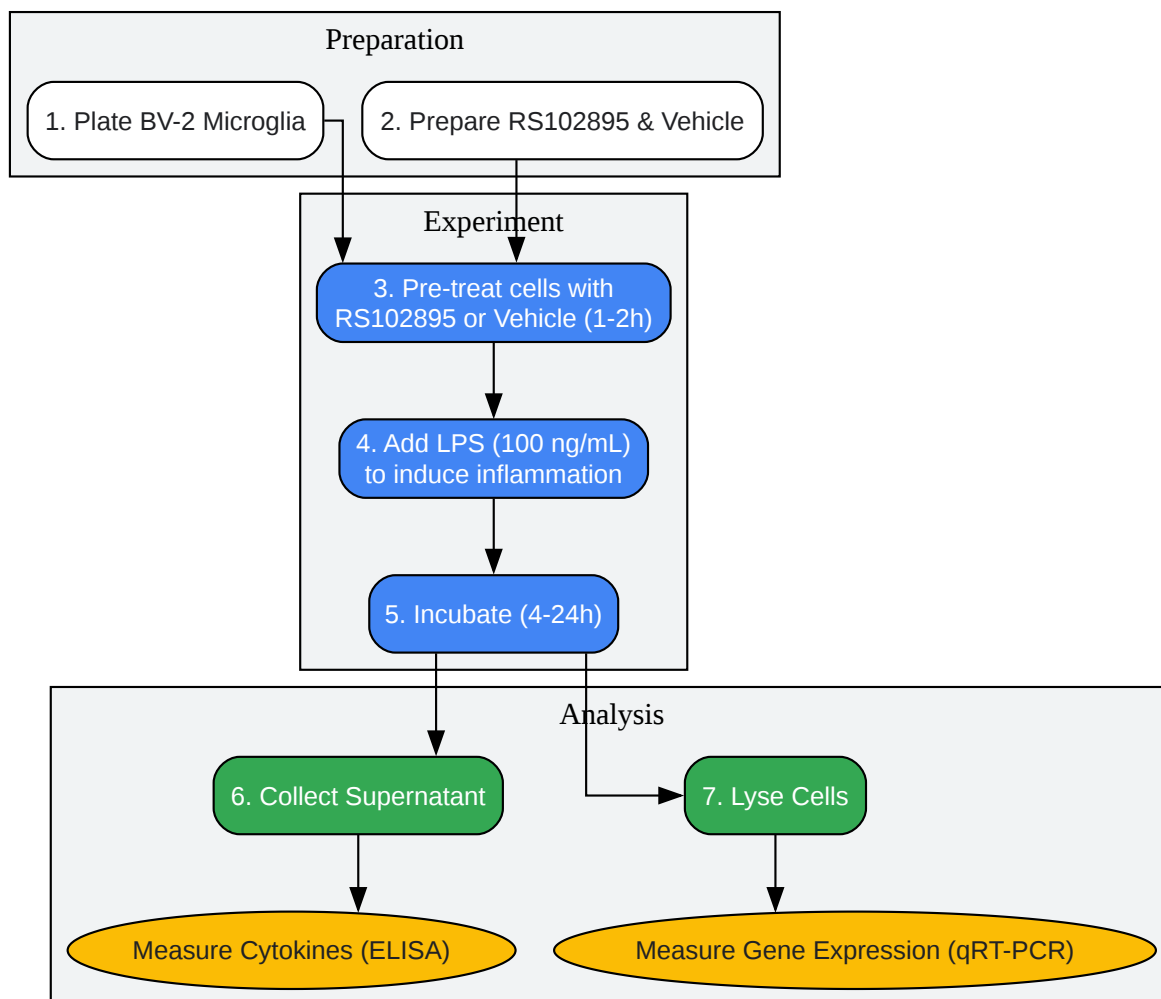 Preparation
1. Plate BV-2 Microglia
2. Prepare RS102895 & Vehicle
Experiment
3. Pre-treat cells with
RS102895 or Vehicle (1-2h)
4. Add LPS (100 ng/mL)
to induce inflammation
5. Incubate (4-24h)
Analysis
6. Collect Supernatant
7. Lyse Cells
Measure Cytokines (ELISA)
Measure Gene Expression (qRT-PCR)